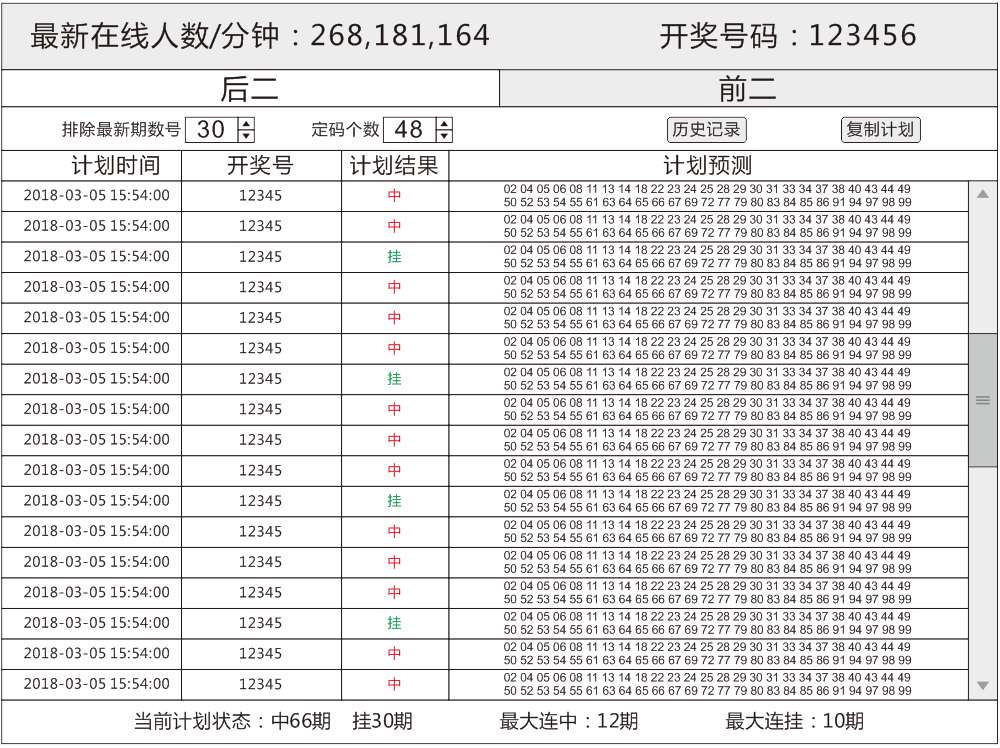 最新在线人数/分钟：268,181,164 开奖号码：123456
后二 前二
排除最新期数号 30 定码个数 48 历史记录 复制计划
计划时间 开奖号 计划结果 计划预测
2018-03-05 15:54:00 12345 中 02 04 05 06 08 11 13 14 18 22 23 24 25 28 29 30 31 33 34 37 38 40 43 44 49
50 52 53 54 55 61 63 64 65 66 67 69 72 77 79 80 83 84 85 86 91 94 97 98 99
2018-03-05 15:54:00 12345 中 02 04 05 06 08 11 13 14 18 22 23 24 25 28 29 30 31 33 34 37 38 40 43 44 49
50 52 53 54 55 61 63 64 65 66 67 69 72 77 79 80 83 84 85 86 91 94 97 98 99
2018-03-05 15:54:00 12345 挂 02 04 05 06 08 11 13 14 18 22 23 24 25 28 29 30 31 33 34 37 38 40 43 44 49
50 52 53 54 55 61 63 64 65 66 67 69 72 77 79 80 83 84 85 86 91 94 97 98 99
2018-03-05 15:54:00 12345 中 02 04 05 06 08 11 13 14 18 22 23 24 25 28 29 30 31 33 34 37 38 40 43 44 49
50 52 53 54 55 61 63 64 65 66 67 69 72 77 79 80 83 84 85 86 91 94 97 98 99
2018-03-05 15:54:00 12345 中 02 04 05 06 08 11 13 14 18 22 23 24 25 28 29 30 31 33 34 37 38 40 43 44 49
50 52 53 54 55 61 63 64 65 66 67 69 72 77 79 80 83 84 85 86 91 94 97 98 99
2018-03-05 15:54:00 12345 中 02 04 05 06 08 11 13 14 18 22 23 24 25 28 29 30 31 33 34 37 38 40 43 44 49
50 52 53 54 55 61 63 64 65 66 67 69 72 77 79 80 83 84 85 86 91 94 97 98 99
2018-03-05 15:54:00 12345 挂 02 04 05 06 08 11 13 14 18 22 23 24 25 28 29 30 31 33 34 37 38 40 43 44 49
50 52 53 54 55 61 63 64 65 66 67 69 72 77 79 80 83 84 85 86 91 94 97 98 99
2018-03-05 15:54:00 12345 中 02 04 05 06 08 11 13 14 18 22 23 24 25 28 29 30 31 33 34 37 38 40 43 44 49
50 52 53 54 55 61 63 64 65 66 67 69 72 77 79 80 83 84 85 86 91 94 97 98 99
2018-03-05 15:54:00 12345 中 02 04 05 06 08 11 13 14 18 22 23 24 25 28 29 30 31 33 34 37 38 40 43 44 49
50 52 53 54 55 61 63 64 65 66 67 69 72 77 79 80 83 84 85 86 91 94 97 98 99
2018-03-05 15:54:00 12345 中 02 04 05 06 08 11 13 14 18 22 23 24 25 28 29 30 31 33 34 37 38 40 43 44 49
50 52 53 54 55 61 63 64 65 66 67 69 72 77 79 80 83 84 85 86 91 94 97 98 99
2018-03-05 15:54:00 12345 挂 02 04 05 06 08 11 13 14 18 22 23 24 25 28 29 30 31 33 34 37 38 40 43 44 49
50 52 53 54 55 61 63 64 65 66 67 69 72 77 79 80 83 84 85 86 91 94 97 98 99
2018-03-05 15:54:00 12345 中 02 04 05 06 08 11 13 14 18 22 23 24 25 28 29 30 31 33 34 37 38 40 43 44 49
50 52 53 54 55 61 63 64 65 66 67 69 72 77 79 80 83 84 85 86 91 94 97 98 99
2018-03-05 15:54:00 12345 中 02 04 05 06 08 11 13 14 18 22 23 24 25 28 29 30 31 33 34 37 38 40 43 44 49
50 52 53 54 55 61 63 64 65 66 67 69 72 77 79 80 83 84 85 86 91 94 97 98 99
2018-03-05 15:54:00 12345 中 02 04 05 06 08 11 13 14 18 22 23 24 25 28 29 30 31 33 34 37 38 40 43 44 49
50 52 53 54 55 61 63 64 65 66 67 69 72 77 79 80 83 84 85 86 91 94 97 98 99
2018-03-05 15:54:00 12345 挂 02 04 05 06 08 11 13 14 18 22 23 24 25 28 29 30 31 33 34 37 38 40 43 44 49
50 52 53 54 55 61 63 64 65 66 67 69 72 77 79 80 83 84 85 86 91 94 97 98 99
2018-03-05 15:54:00 12345 中 02 04 05 06 08 11 13 14 18 22 23 24 25 28 29 30 31 33 34 37 38 40 43 44 49
50 52 53 54 55 61 63 64 65 66 67 69 72 77 79 80 83 84 85 86 91 94 97 98 99
2018-03-05 15:54:00 12345 中 02 04 05 06 08 11 13 14 18 22 23 24 25 28 29 30 31 33 34 37 38 40 43 44 49
50 52 53 54 55 61 63 64 65 66 67 69 72 77 79 80 83 84 85 86 91 94 97 98 99
当前计划状态：中66期 挂30期 最大连中：12期 最大连挂：10期